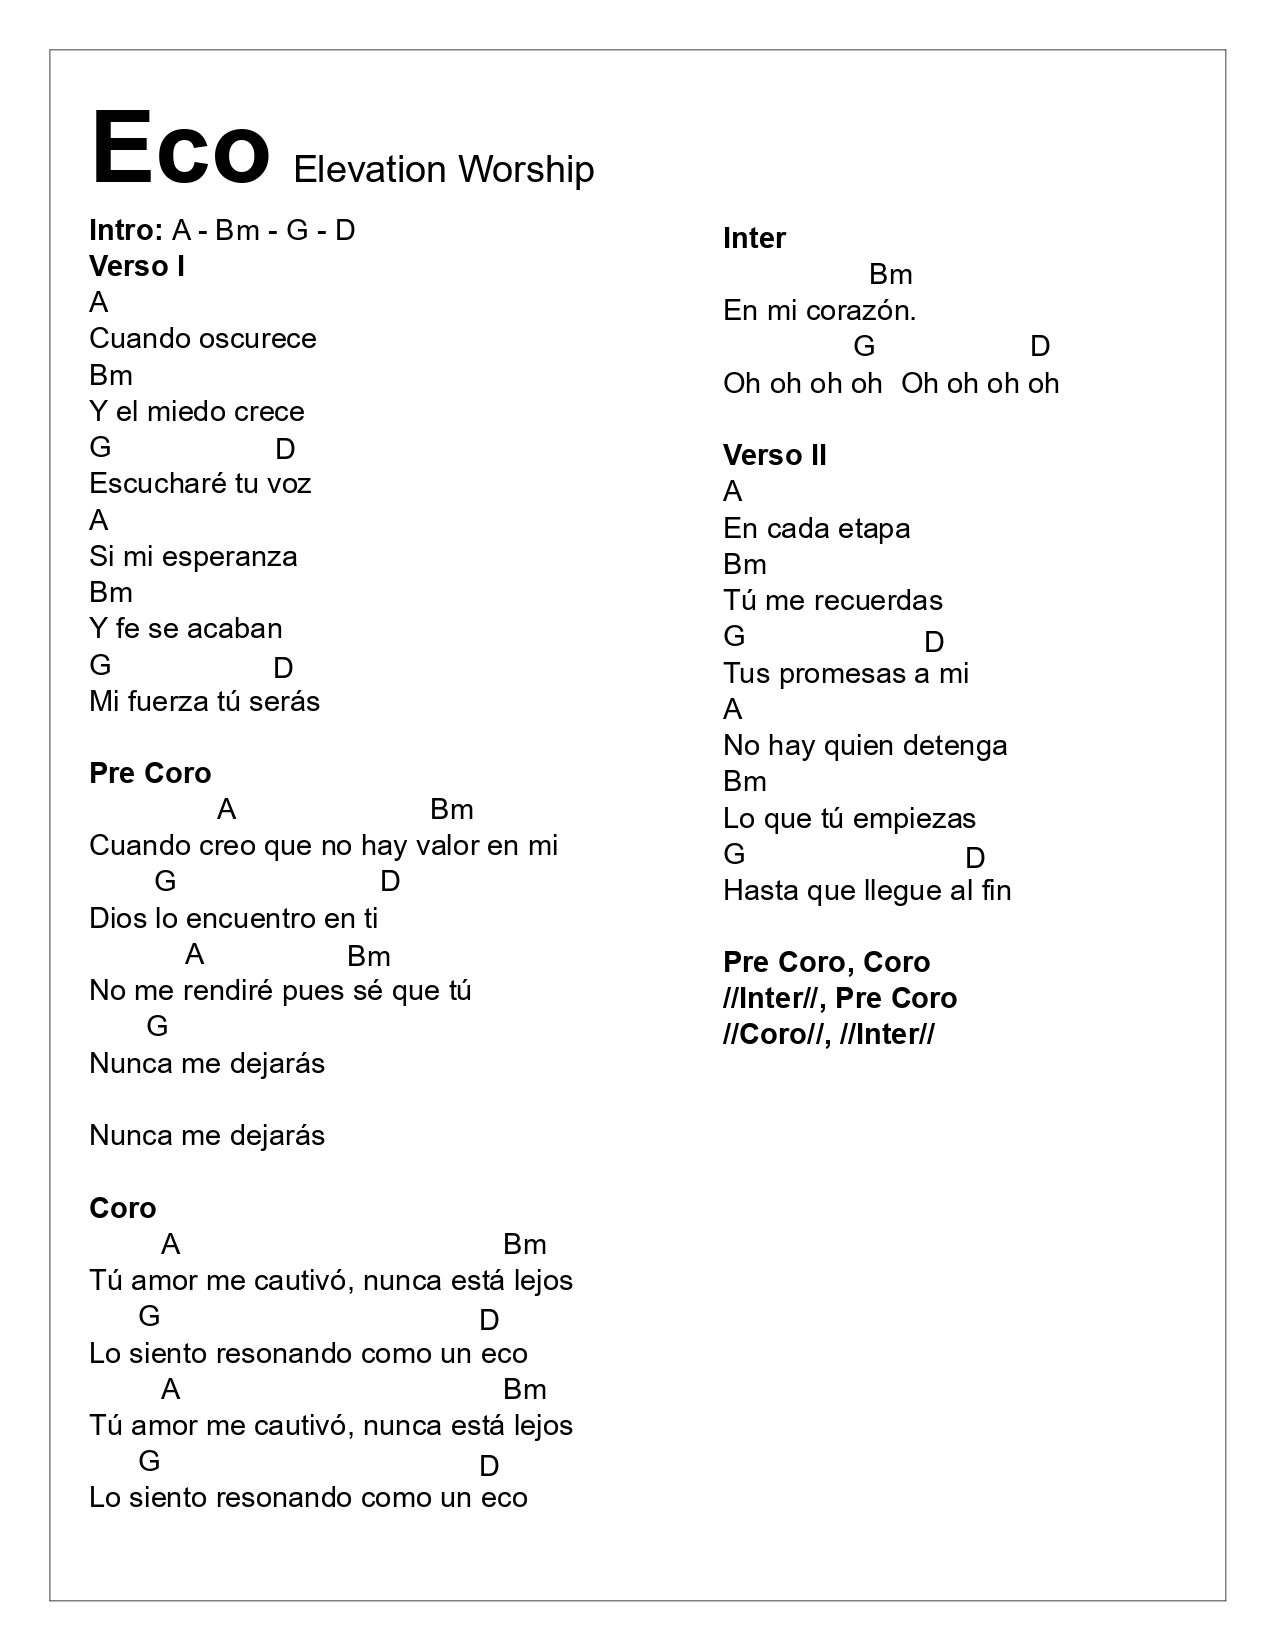 Eco Elevation Worship
Intro: A - Bm - G - D
Verso I
A
Cuando oscurece
Bm
Y el miedo crece
G D
Escucharé tu voz
A
Si mi esperanza
Bm
Y fe se acaban
G D
Mi fuerza tú serás
Pre Coro
A Bm
Cuando creo que no hay valor en mi
G D
Dios lo encuentro en ti
A Bm
No me rendiré pues sé que tú
G
Nunca me dejarás
Nunca me dejarás
Coro
A Bm
Tú amor me cautivó, nunca está lejos
G D
Lo siento resonando como un eco
A Bm
Tú amor me cautivó, nunca está lejos
G D
Lo siento resonando como un eco
Inter
Bm
En mi corazón.
G D
Oh oh oh oh Oh oh oh oh
Verso II
A
En cada etapa
Bm
Tú me recuerdas
G D
Tus promesas a mi
A
No hay quien detenga
Bm
Lo que tú empiezas
G D
Hasta que llegue al fin
Pre Coro, Coro
//Inter//, Pre Coro
//Coro//, //Inter//